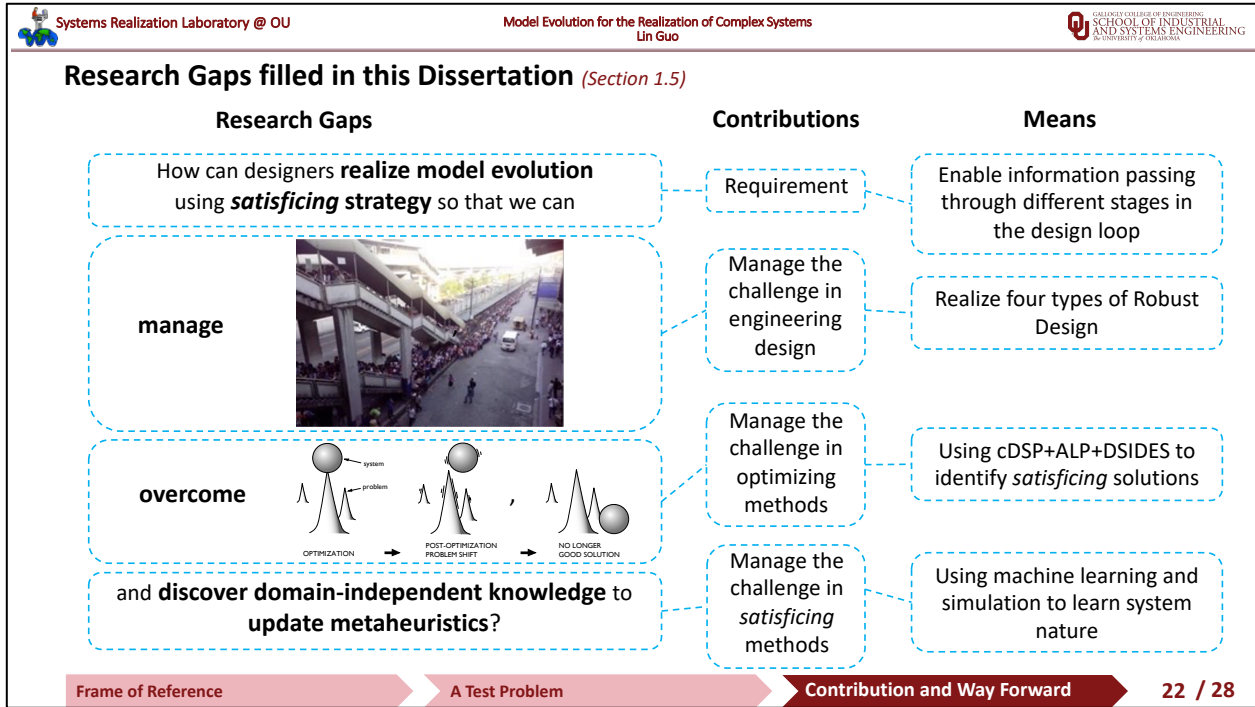 Systems Realization Laboratory @ OU
Model Evolution for the Realization of Complex Systems
Lin Guo
GALLOGLY COLLEGE OF ENGINEERING
SCHOOL OF INDUSTRIAL
AND SYSTEMS ENGINEERING
The UNIVERSITY of OKLAHOMA
Research Gaps filled in this Dissertation (Section 1.5)
Research Gaps
Contributions
Means
How can designers realize model evolution
using satisficing strategy so that we can
Requirement
Enable information passing
through different stages in
the design loop
manage
Manage the
challenge in
engineering
design
Realize four types of Robust
Design
overcome
system
problem
,
OPTIMIZATION
POST-OPTIMIZATION
PROBLEM SHIFT
NO LONGER
GOOD SOLUTION
Manage the
challenge in
optimizing
methods
Using cDSP+ALP+DSIDES to
identify satisficing solutions
and discover domain-independent knowledge to
update metaheuristics?
Manage the
challenge in
satisficing
methods
Using machine learning and
simulation to learn system
nature
Frame of Reference
A Test Problem
Contribution and Way Forward
22 / 28